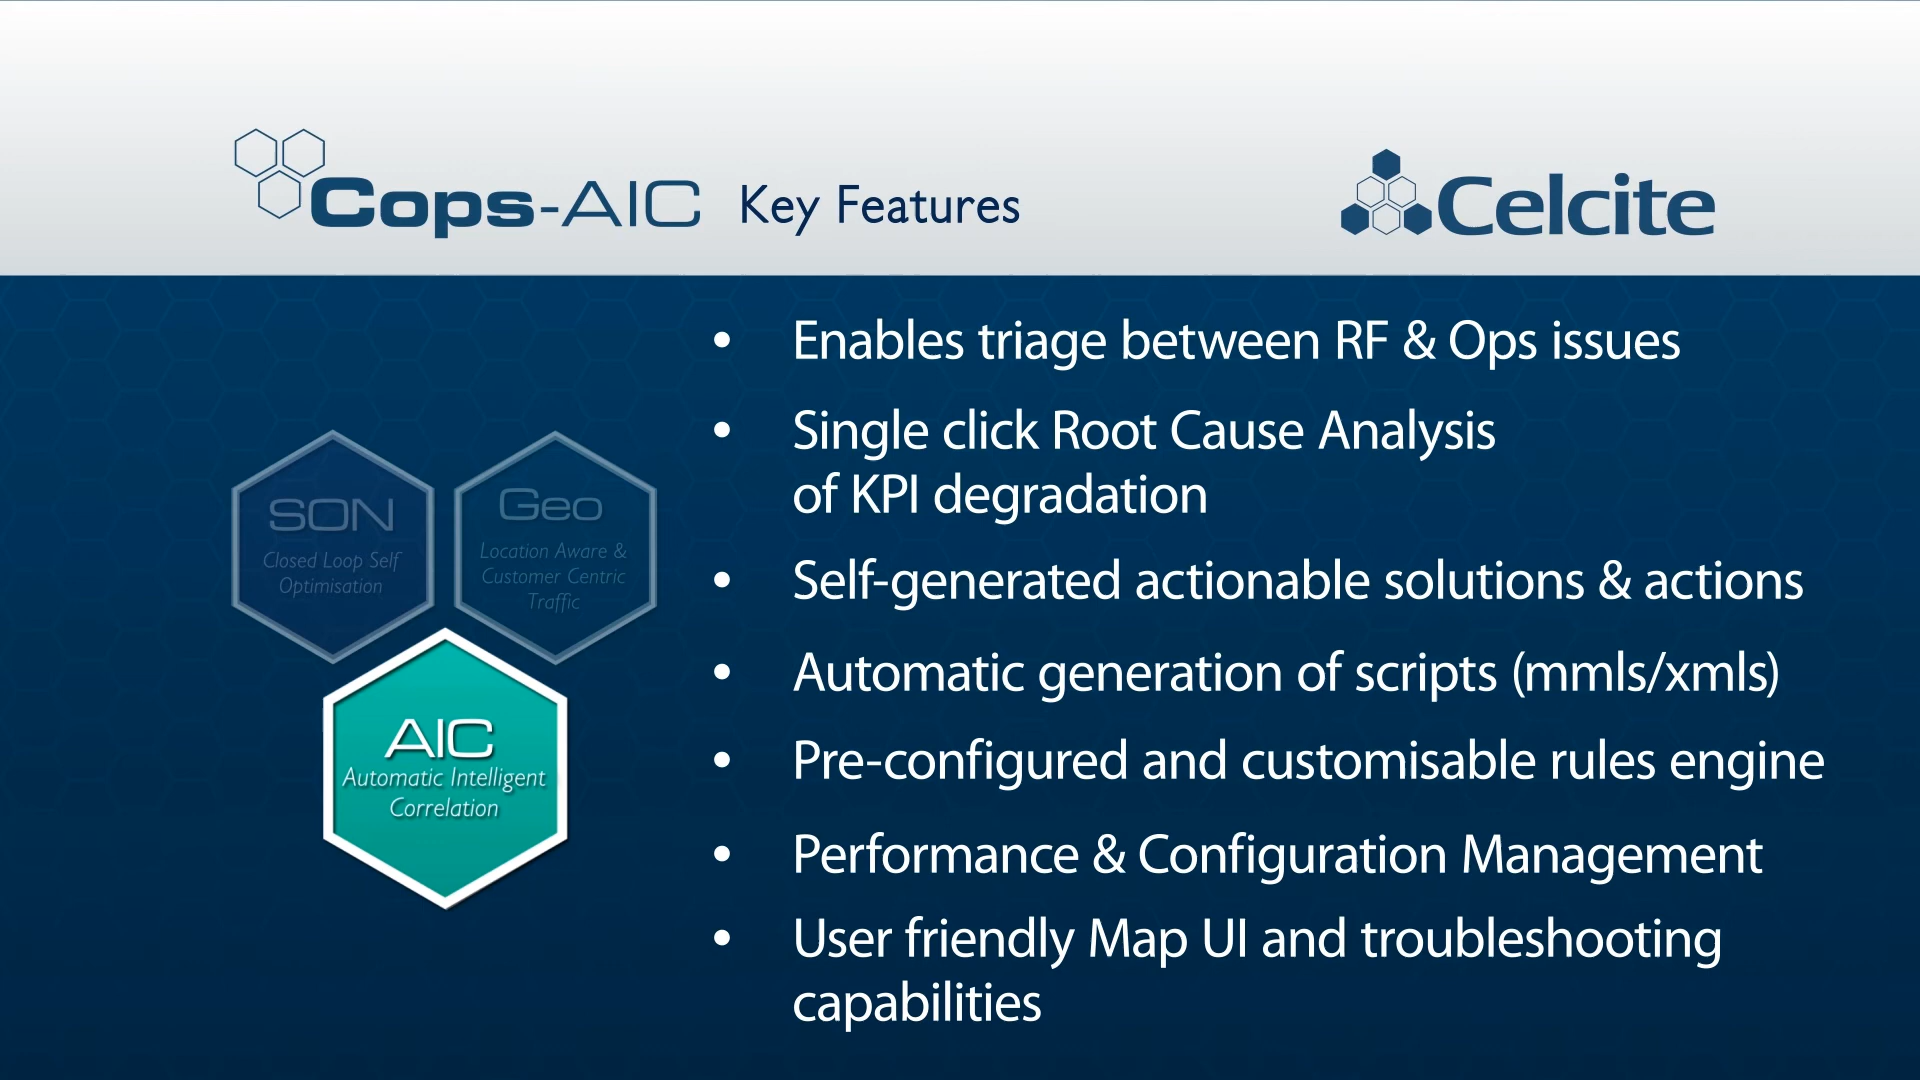 Cops-AIC Key Features
Celcite
• Enables triage between RF & Ops issues
• Single click Root Cause Analysis
of KPI degradation
• Self-generated actionable solutions & actions
• Automatic generation of scripts (mmls/xmls)
• Pre-configured and customisable rules engine
• Performance & Configuration Management
• User friendly Map UI and troubleshooting
capabilities
SON
Closed Loop Self
Optimisation
Geo
Location Aware &
Customer Centric
Traffic
AIC
Automatic Intelligent
Correlation